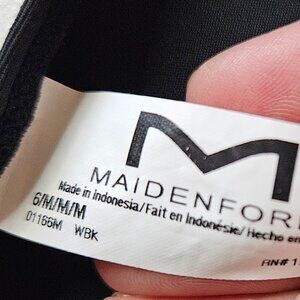 M
MAIDENFOR
Made in Indonesia/Fait en Indonésie/Hecho en
6/M/M/M
01166M WBK
RN# 1